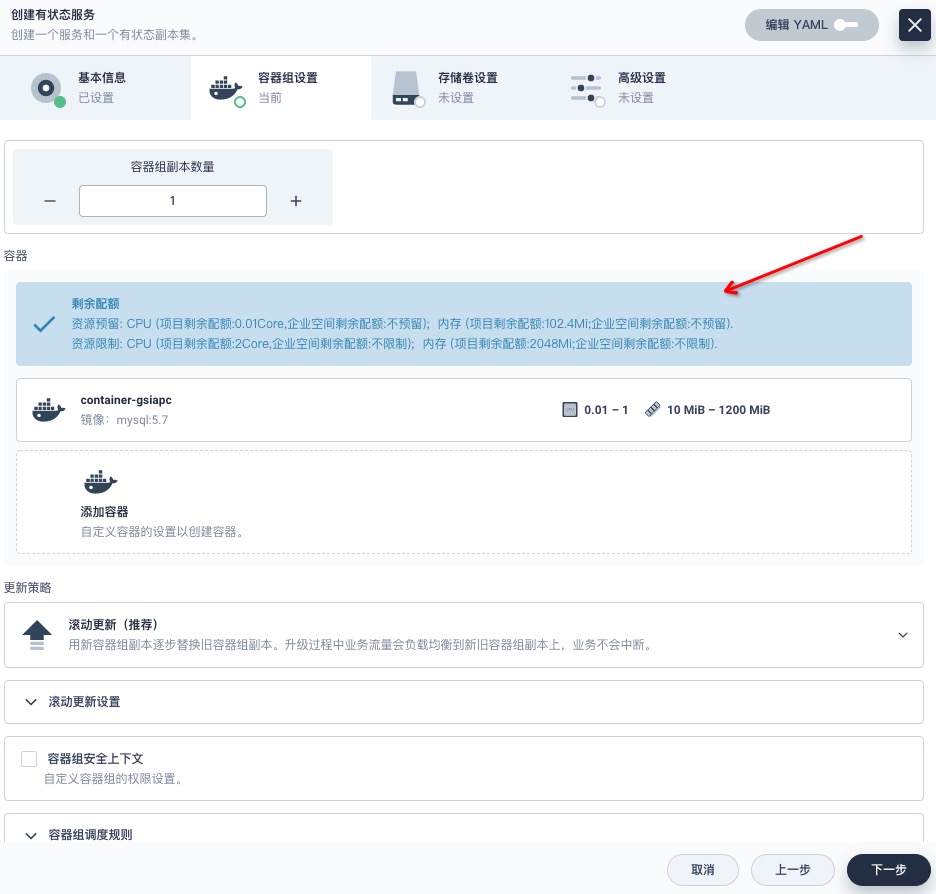 创建有状态服务
创建一个服务和一个有状态副本集。
编辑 YAML
基本信息
已设置
容器组设置
当前
存储卷设置
未设置
高级设置
未设置
容器组副本数量
1
容器
剩余配额
资源预留: CPU (项目剩余配额:0.01Core,企业空间剩余配额:不预留)；内存 (项目剩余配额:102.4Mi;企业空间剩余配额:不预留).
资源限制: CPU (项目剩余配额:2Core,企业空间剩余配额:不限制)；内存 (项目剩余配额:2048Mi;企业空间剩余配额:不限制).
container-gsiapc
镜像：mysql:5.7
0.01 – 1
10 MiB – 1200 MiB
添加容器
自定义容器的设置以创建容器。
更新策略
滚动更新（推荐）
用新容器组副本逐步替换旧容器组副本。升级过程中业务流量会负载均衡到新旧容器组副本上，业务不会中断。
滚动更新设置
容器组安全上下文
自定义容器组的权限设置。
容器组调度规则
取消
上一步
下一步